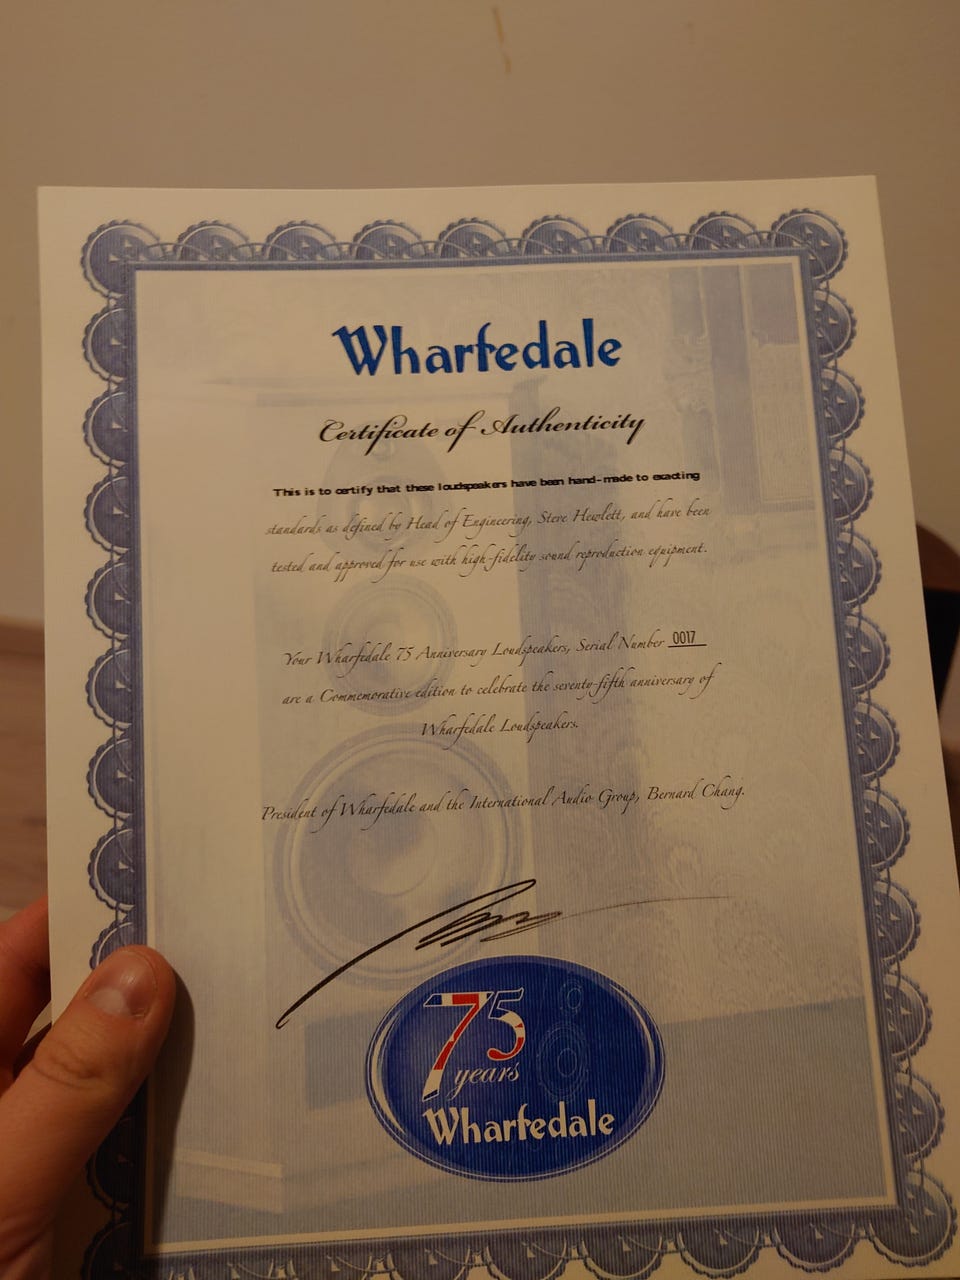 Wharfedale
Certificate of Authenticity
This is to certify that these loudspeakers have been hand-made to exacting
standards as defined by Head of Engineering, Steve Hewlett, and have been
tested and approved for use with high-fidelity sound reproduction equipment.
Your Wharfedale 75 Anniversary Loudspeakers, Serial Number 0017
are a Commemorative edition to celebrate the seventy-fifth anniversary of
Wharfedale Loudspeakers.
President of Wharfedale and the International Audio Group, Bernard Chang.
75
years
Wharfedale